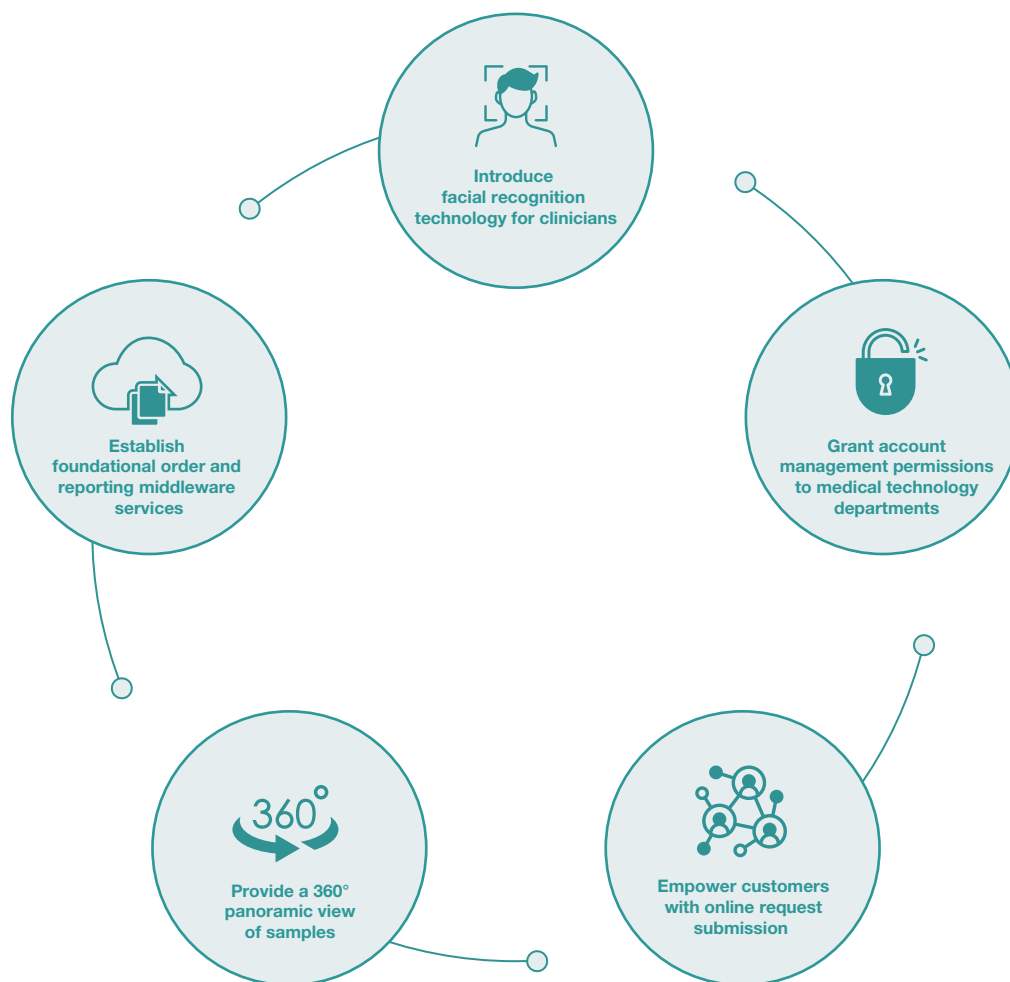 Introduce
facial recognition
technology for clinicians
Establish
foundational order and
reporting middleware
services
Grant account
management permissions
to medical technology
departments
360°
Provide a 360°
panoramic view
of samples
Empower customers
with online request
submission